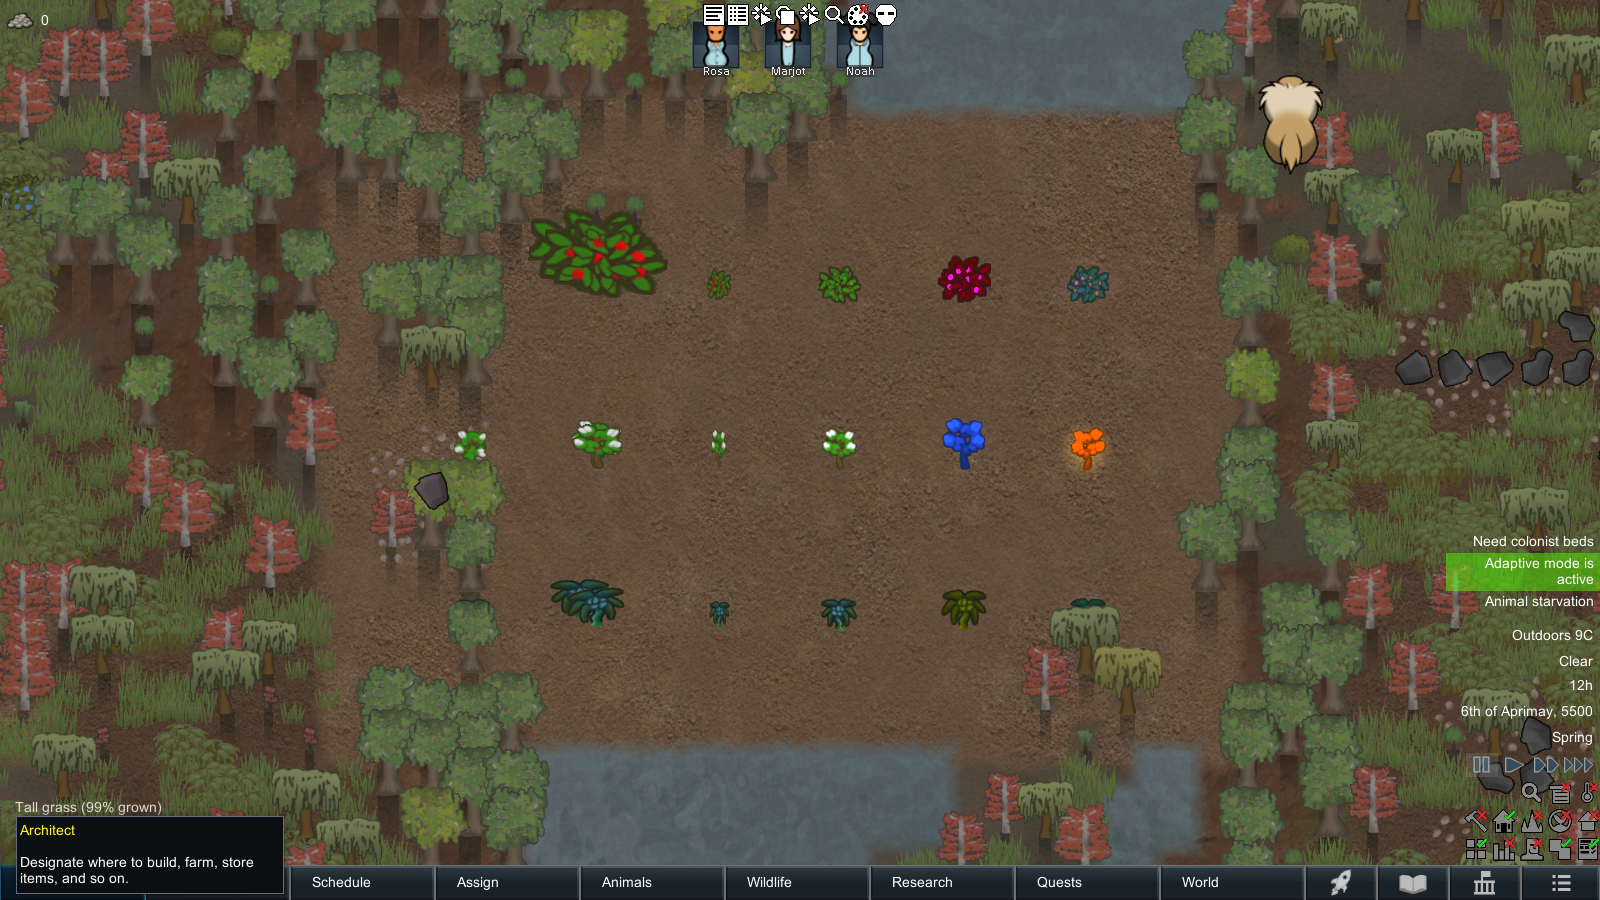 0
Rosa
Marjot
Noah
Need colonist beds
Adaptive mode is
active
Animal starvation
Outdoors 9C
Clear
12h
6th of Aprimay, 5500
Spring
Tall grass (99% grown)
Architect
Designate where to build, farm, store
items, and so on.
Schedule
Assign
Animals
Wildlife
Research
Quests
World